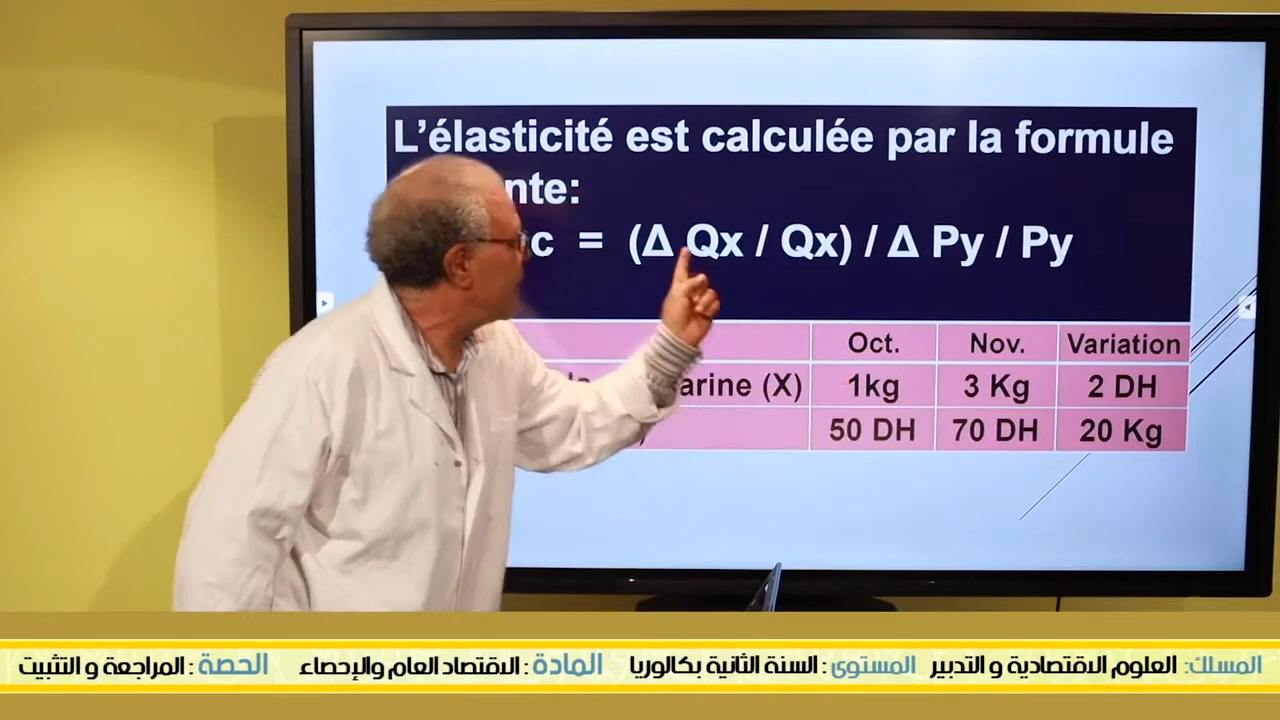 L’élasticité est calculée par la formule
nte:
c = (Δ Qx / Qx) / Δ Py / Py
Oct. Nov. Variation
arine (X) 1kg 3 Kg 2 DH
50 DH 70 DH 20 Kg
المسلك: العلوم الاقتصادية و التدبير المستوى : السنة الثانية بكالوريا المادة : الاقتصاد العام والإحصاء الحصة : المراجعة و التثبيت